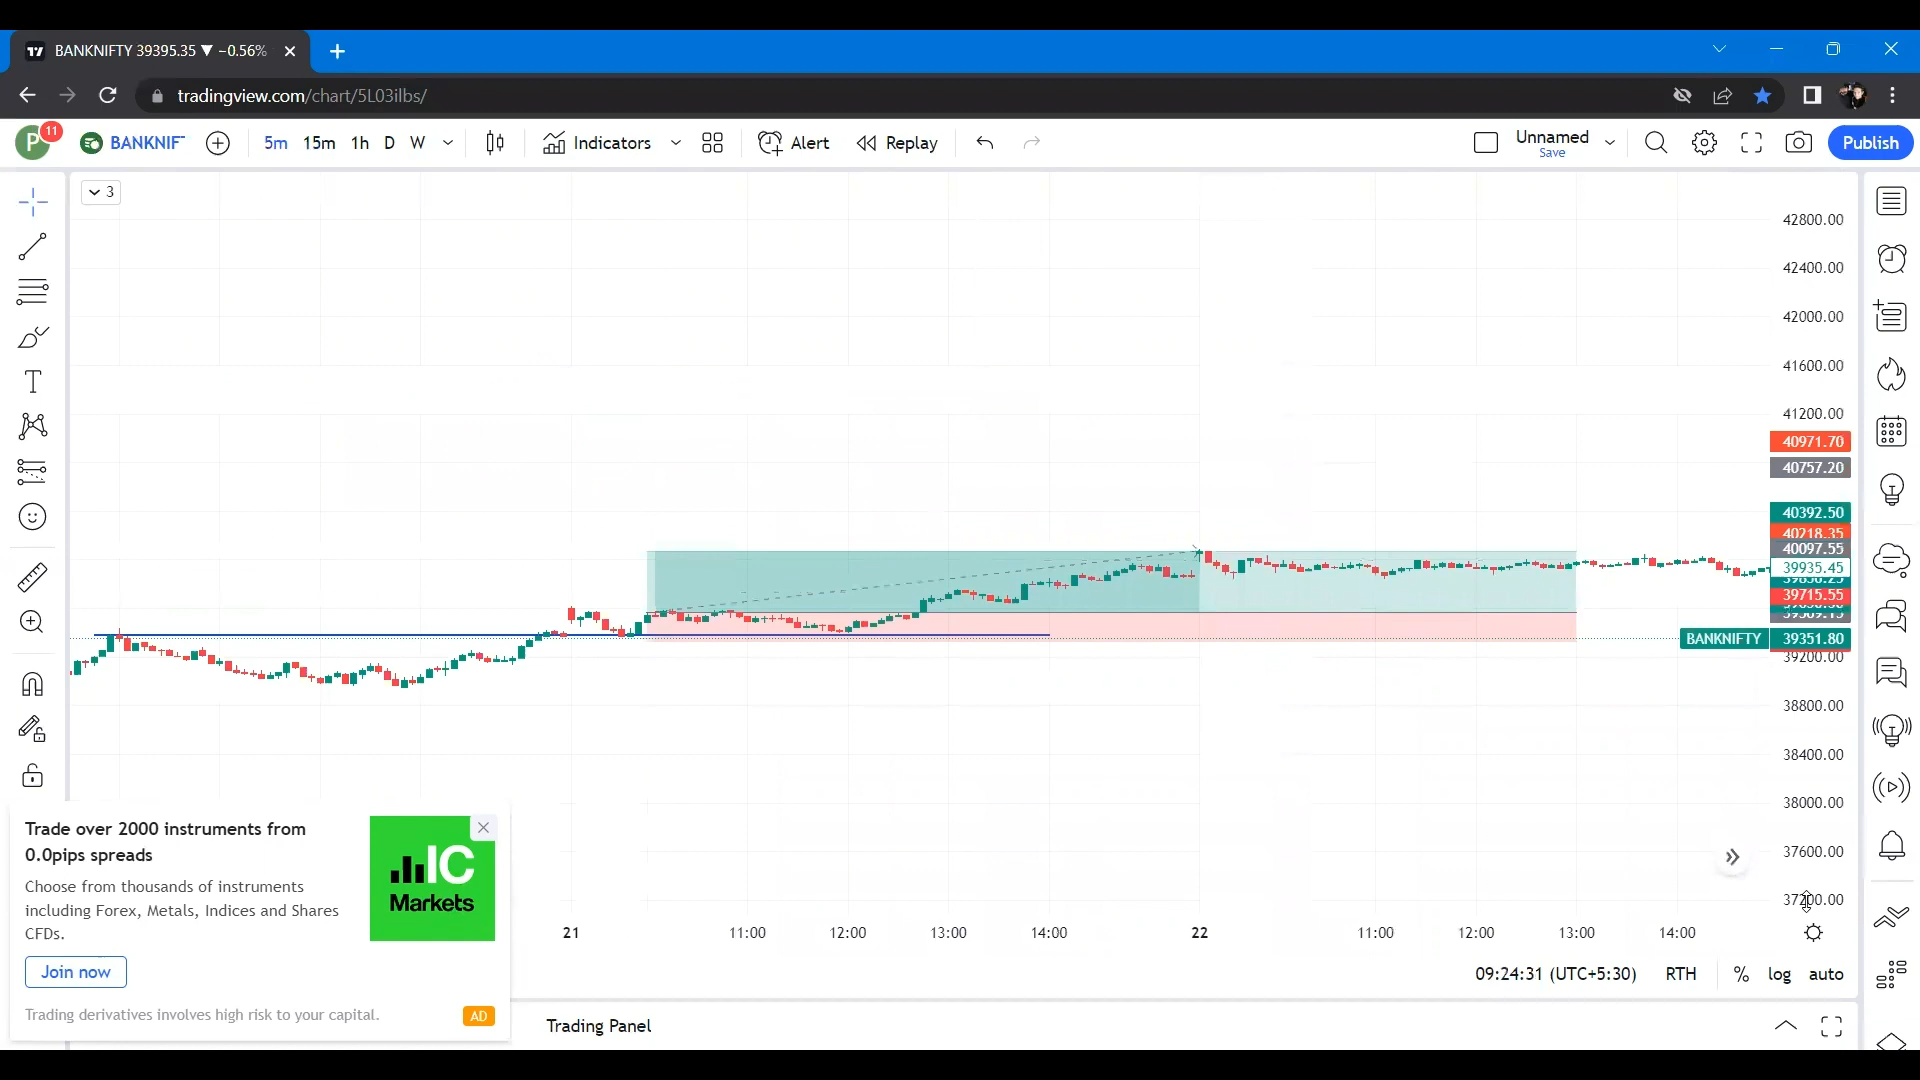 BANKNIFTY 39395.35 ▼ −0.56%
tradingview.com/chart/5L03ilbs/
P
11
BANKNIF
5m
15m
1h
D
W
Indicators
Alert
Replay
Unnamed
Save
Publish
3
42800.00
42400.00
42000.00
41600.00
41200.00
40971.70
40757.20
40392.50
40218.35
40097.55
39935.45
39715.55
BANKNIFTY 39351.80
39200.00
38800.00
38400.00
38000.00
37600.00
37200.00
21
11:00
12:00
13:00
14:00
22
11:00
12:00
13:00
14:00
09:24:31 (UTC+5:30)
RTH
%
log
auto
Trade over 2000 instruments from
0.0pips spreads
Choose from thousands of instruments
including Forex, Metals, Indices and Shares
CFDs.
Join now
Trading derivatives involves high risk to your capital.
AD
IC
Markets
Trading Panel